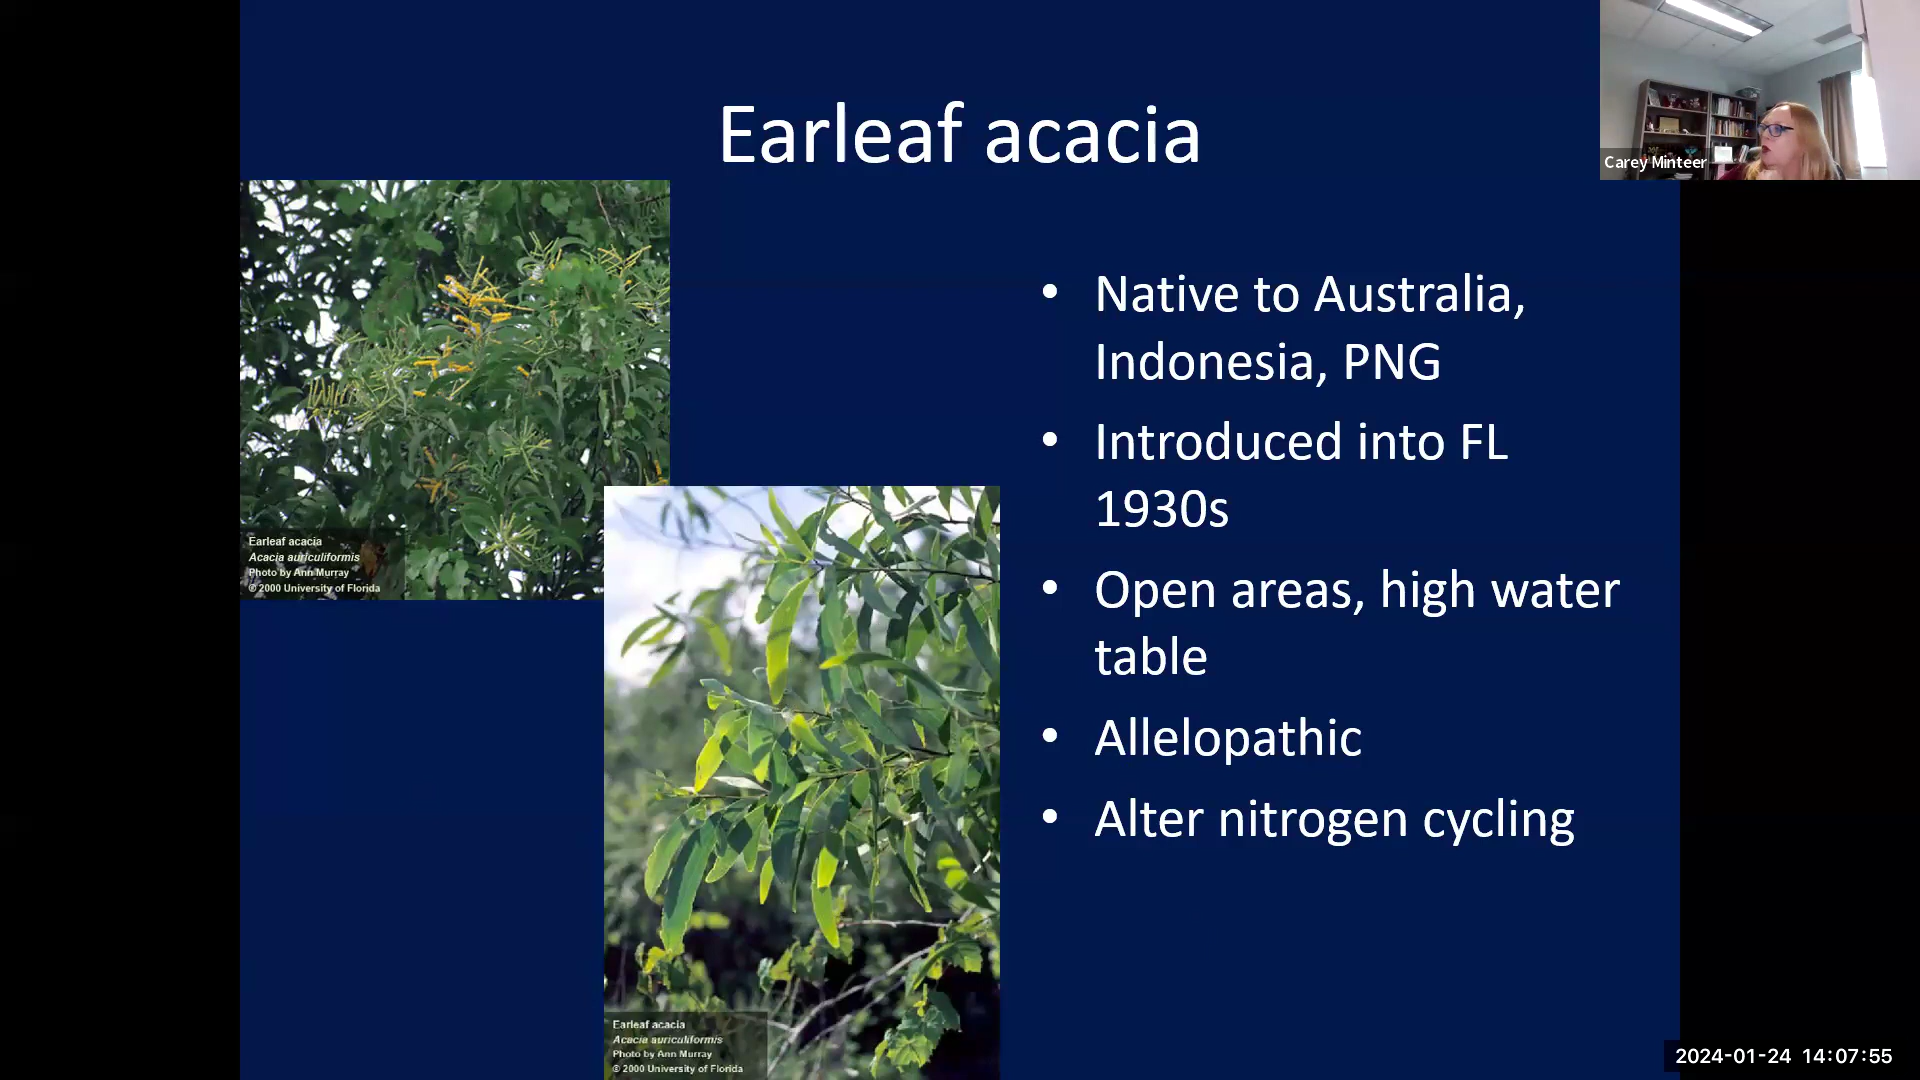 Earleaf acacia
Carey Minteer
• Native to Australia,
Indonesia, PNG
• Introduced into FL
1930s
• Open areas, high water
table
• Allelopathic
• Alter nitrogen cycling
Earleaf acacia
Acacia auriculiformis
Photo by Ann Murray
© 2000 University of Florida
Earleaf acacia
Acacia auriculiformis
Photo by Ann Murray
© 2000 University of Florida
2024-01-24 14:07:55